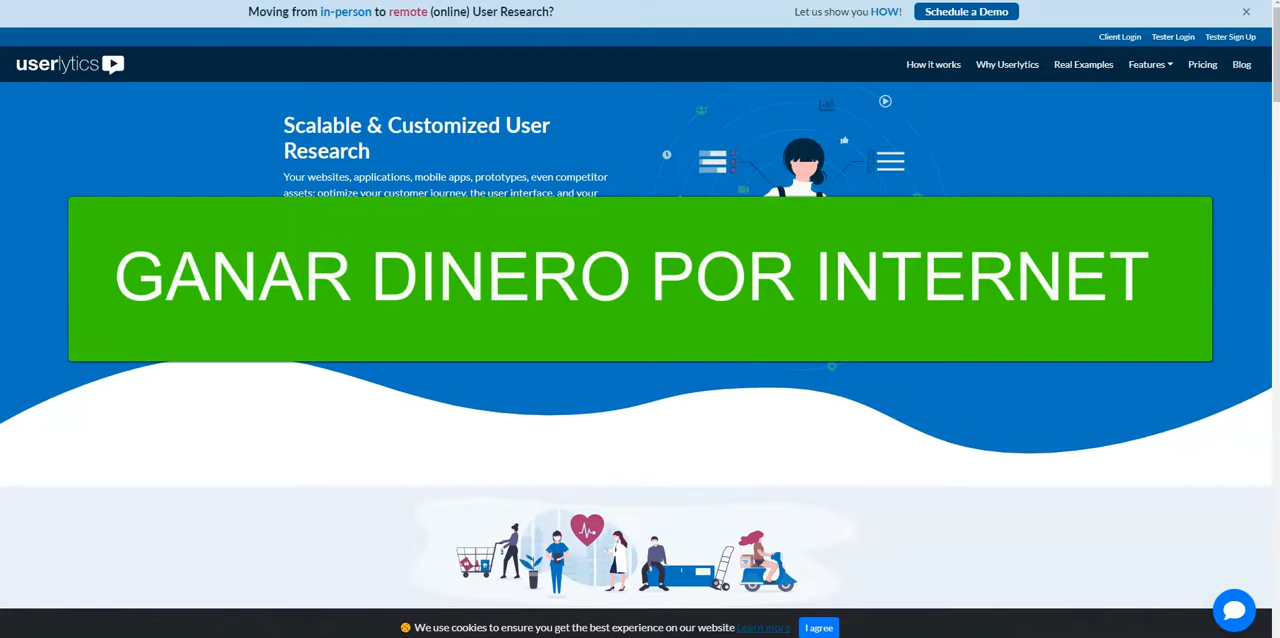 Moving from in-person to remote (online) User Research?
Let us show you HOW!
Schedule a Demo
×
Client Login
Tester Login
Tester Sign Up
userlytics
How it works
Why Userlytics
Real Examples
Features
Pricing
Blog
Scalable & Customized User
Research
Your websites, applications, mobile apps, prototypes, even competitor
assets: optimize your customer journey, the user interface, and your
GANAR DINERO POR INTERNET
We use cookies to ensure you get the best experience on our website Learn more
I agree